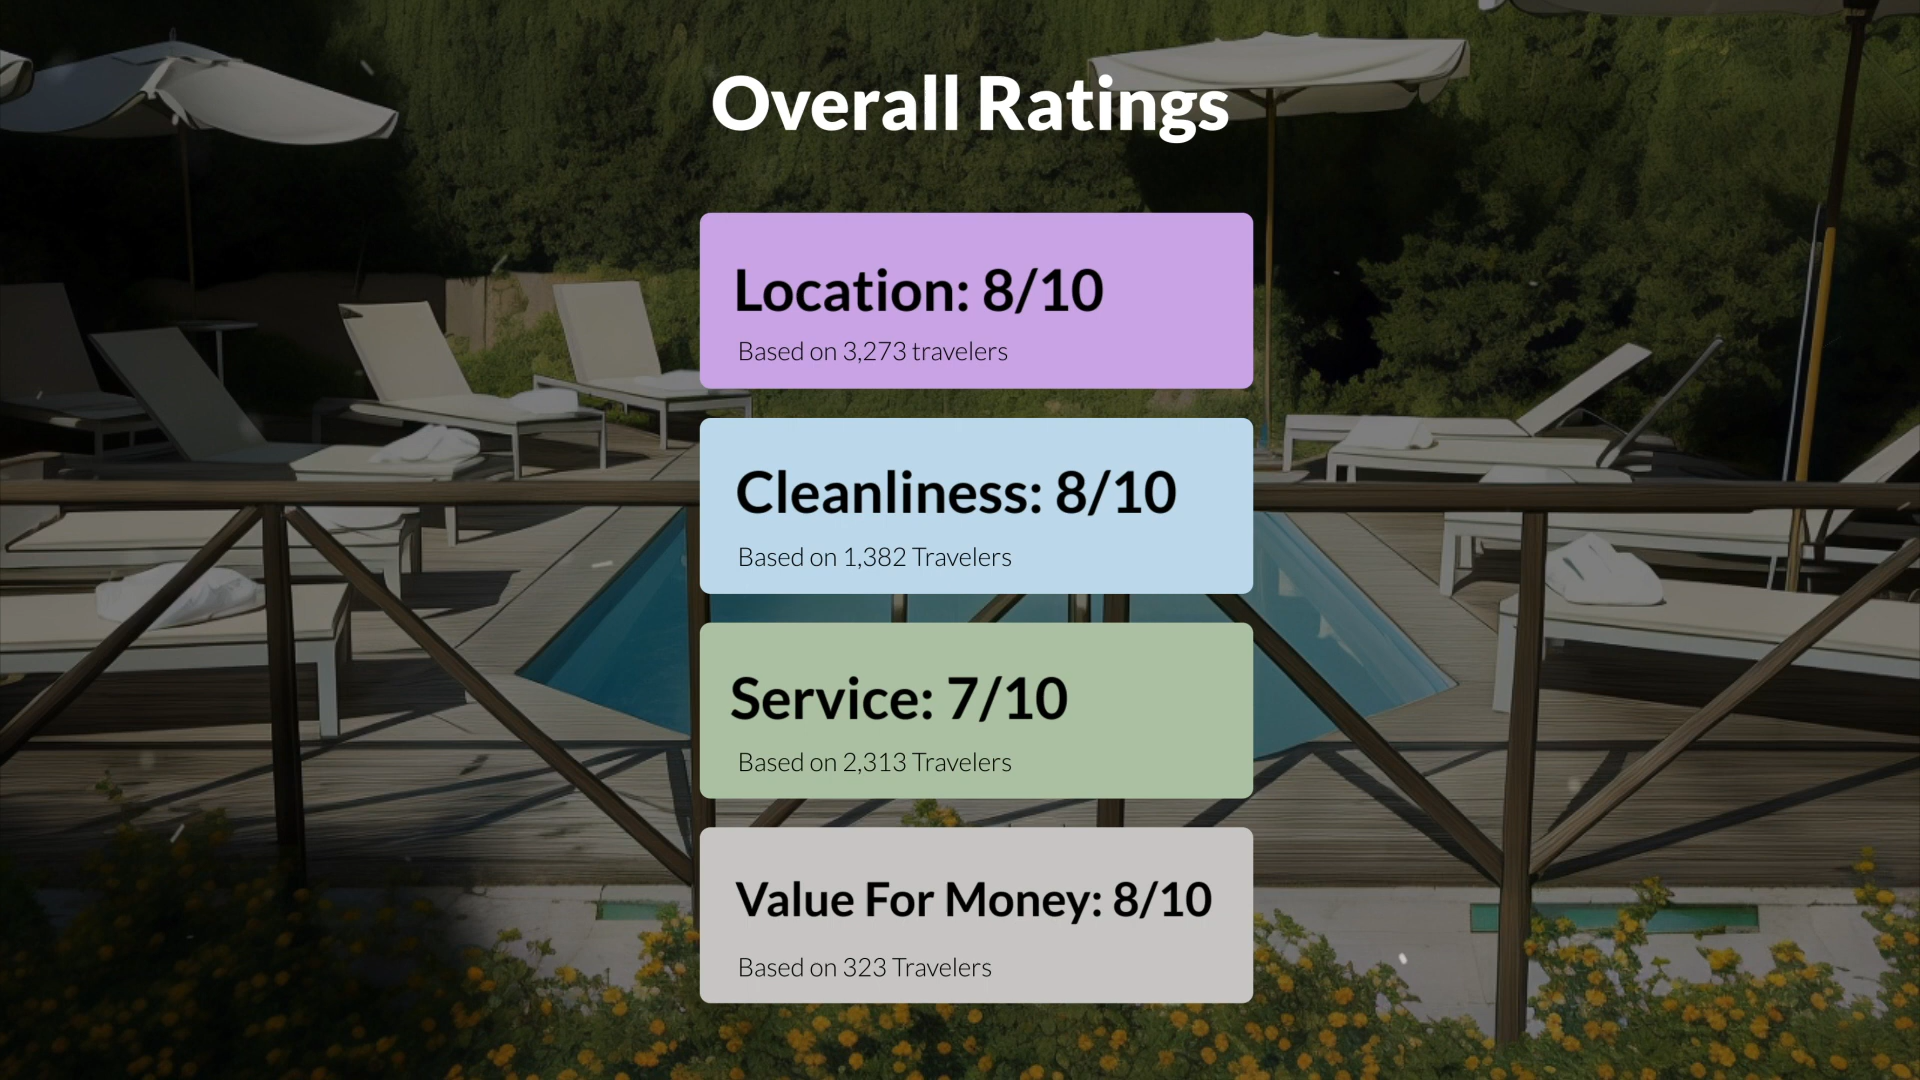 Overall Ratings
Location: 8/10
Based on 3,273 travelers
Cleanliness: 8/10
Based on 1,382 Travelers
Service: 7/10
Based on 2,313 Travelers
Value For Money: 8/10
Based on 323 Travelers